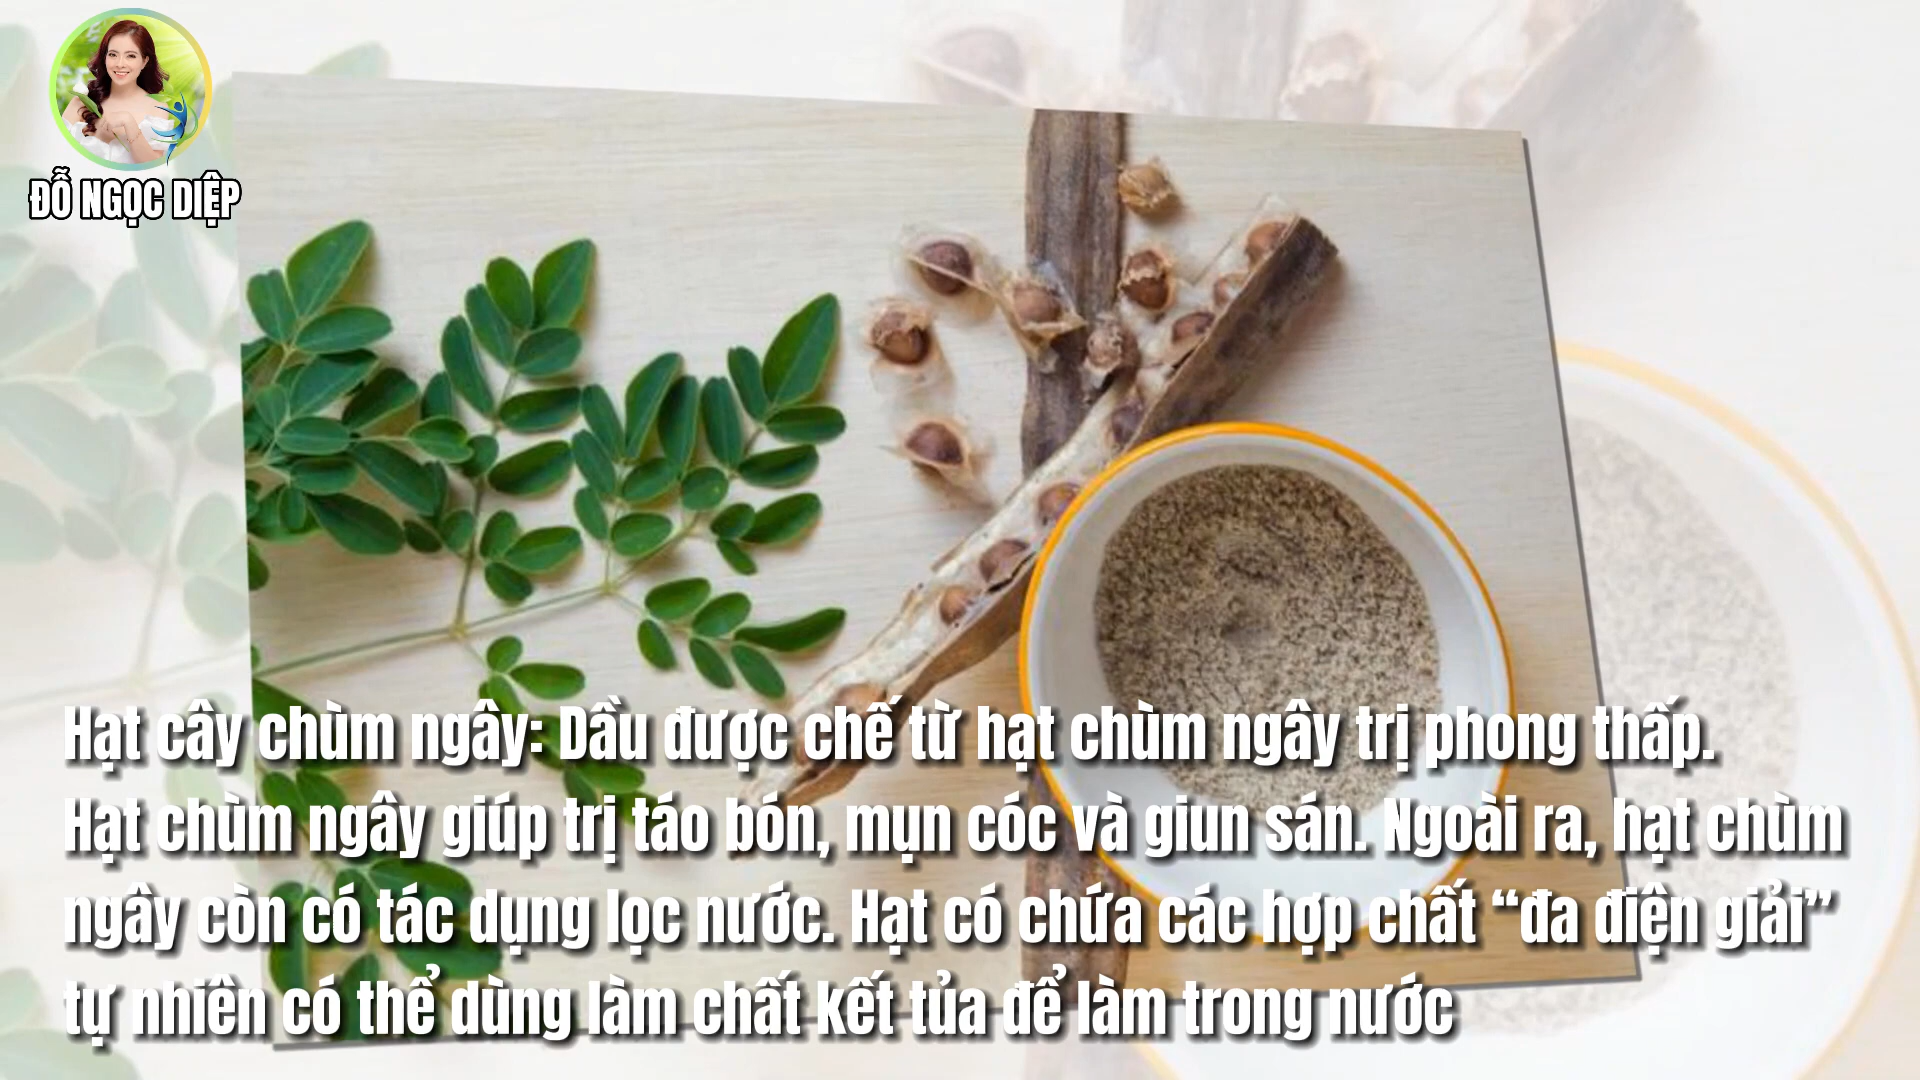 ĐỖ NGỌC DIỆP
Hạt cây chùm ngây: Dầu được chế từ hạt chùm ngây trị phong thấp.
Hạt chùm ngây giúp trị táo bón, mụn cóc và giun sán. Ngoài ra, hạt chùm
ngây còn có tác dụng lọc nước. Hạt có chứa các hợp chất “đa điện giải”
tự nhiên có thể dùng làm chất kết tủa để làm trong nước